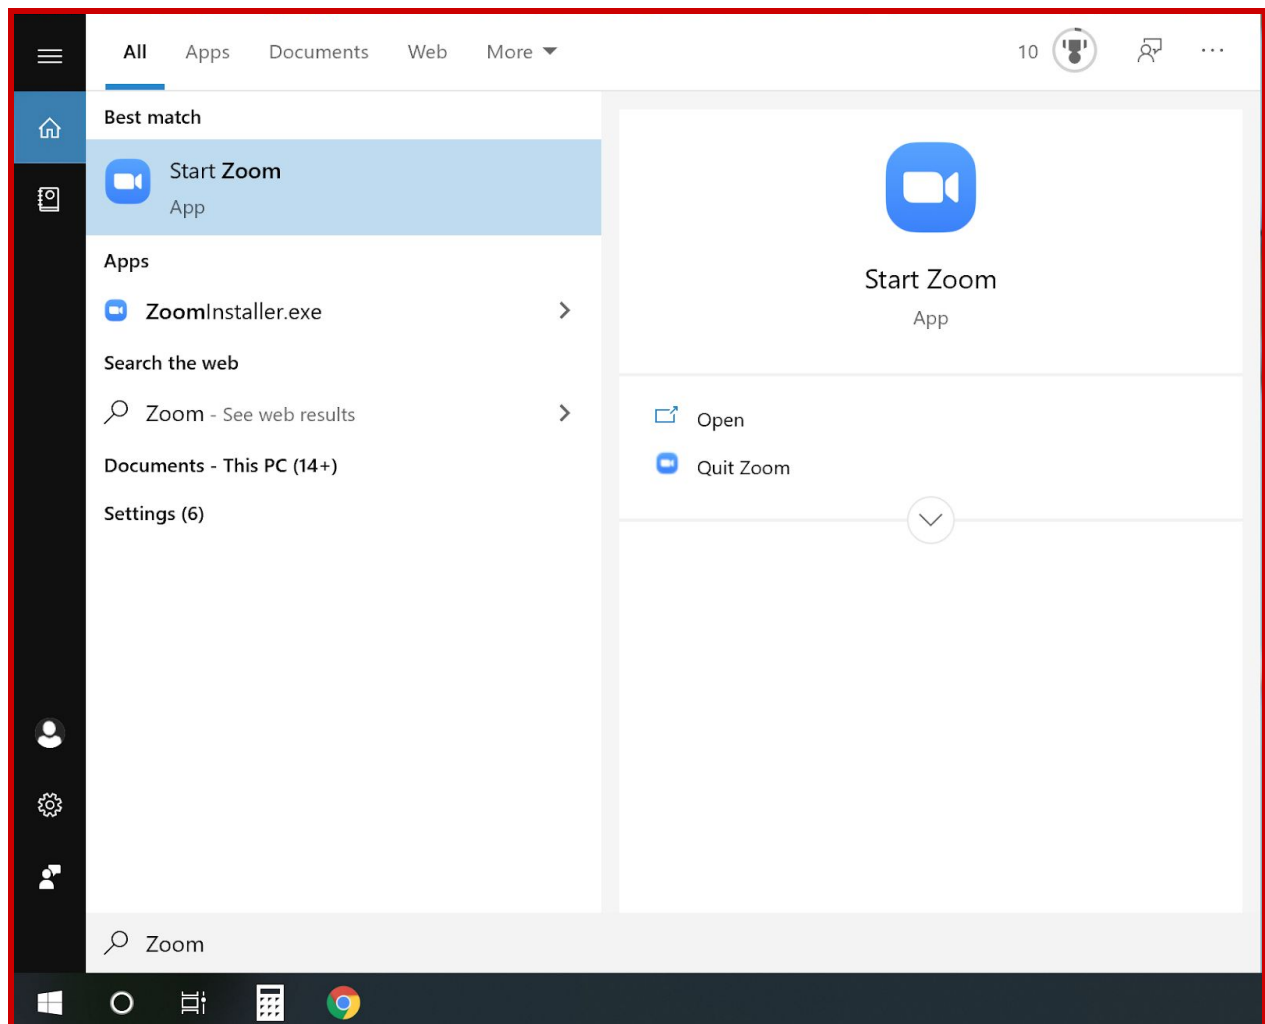 All Apps Documents Web More 10
Best match
Start Zoom
App
Apps
ZoomInstaller.exe
Search the web
Zoom - See web results
Documents - This PC (14+)
Settings (6)
Start Zoom
App
Open
Quit Zoom
Zoom